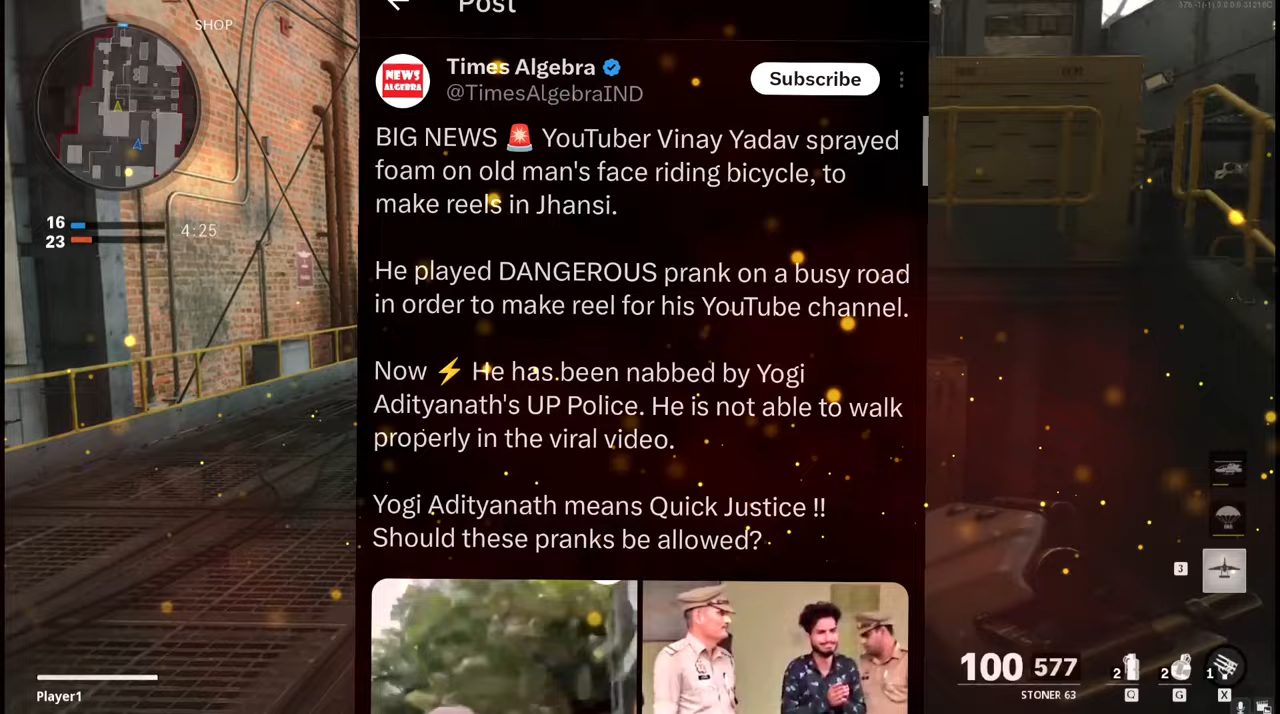 SHOP
Post
NEWS
ALGEBRA
Times Algebra
@TimesAlgebraIND
Subscribe
BIG NEWS 🚨 YouTuber Vinay Yadav sprayed
foam on old man's face riding bicycle, to
make reels in Jhansi.
He played DANGEROUS prank on a busy road
in order to make reel for his YouTube channel.
Now ⚡ He has been nabbed by Yogi
Adityanath's UP Police. He is not able to walk
properly in the viral video.
Yogi Adityanath means Quick Justice !!
Should these pranks be allowed?
16
23
4:25
3
100 577
STONER 63
2 2 1
Q G X
Player1